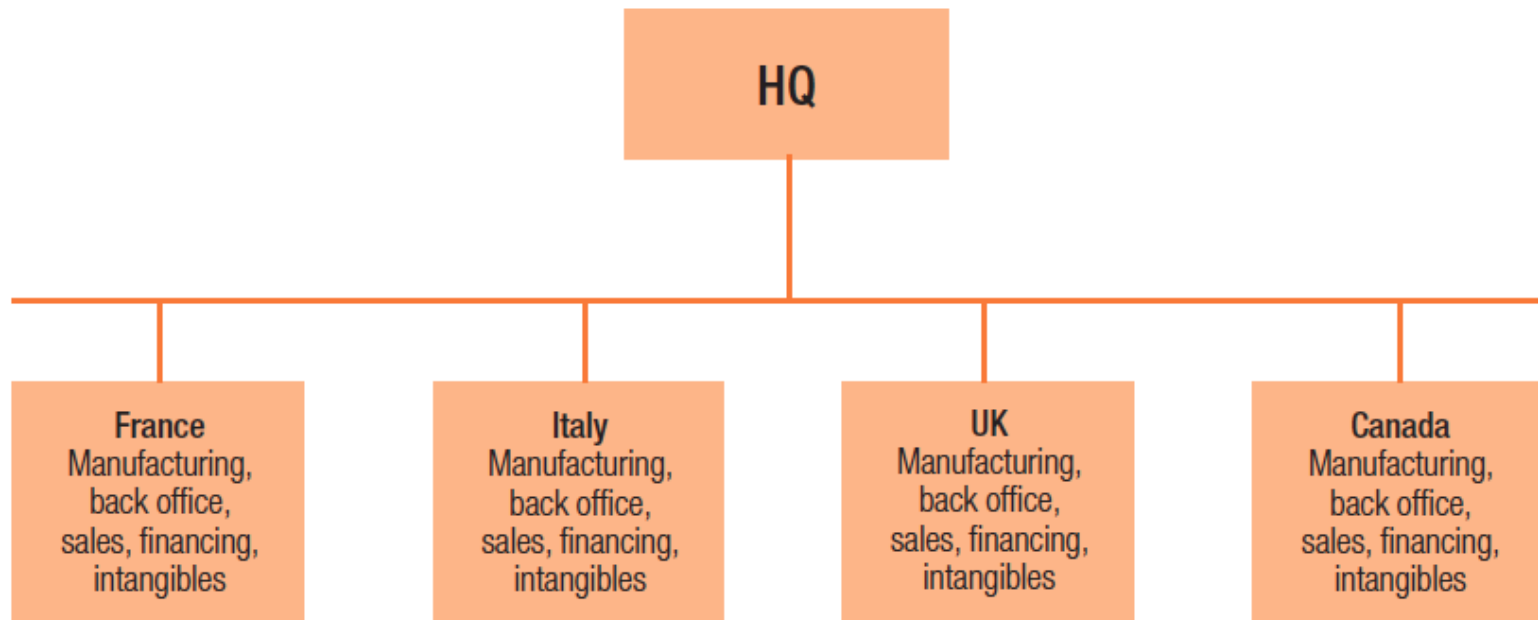 HQ
France
Manufacturing,
back office,
sales, financing,
intangibles
Italy
Manufacturing,
back office,
sales, financing,
intangibles
UK
Manufacturing,
back office,
sales, financing,
intangibles
Canada
Manufacturing,
back office,
sales, financing,
intangibles